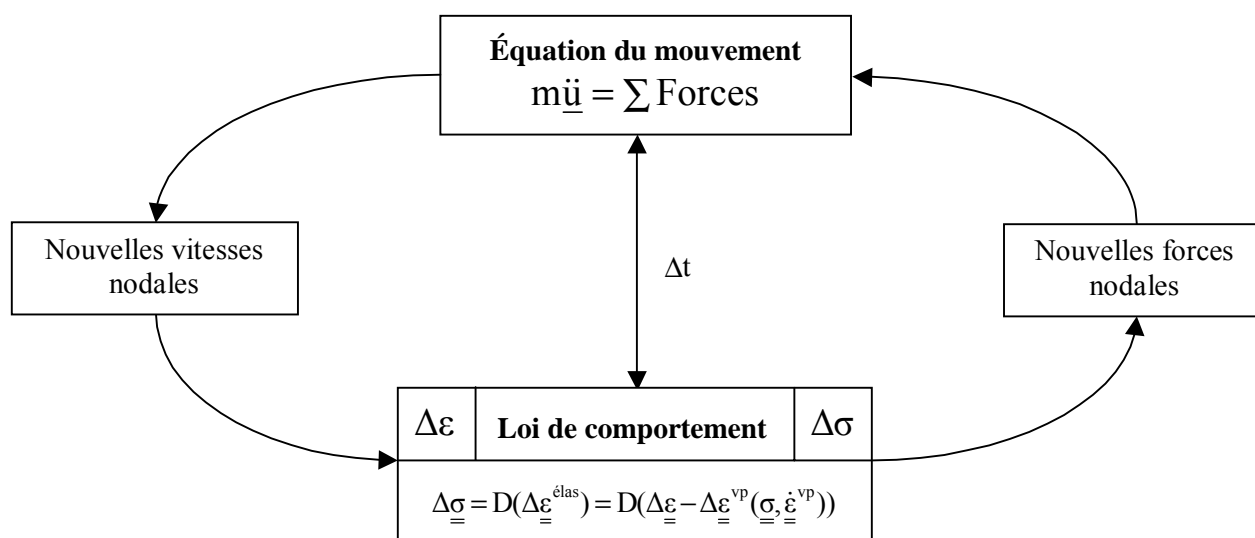 Équation du mouvement
mü = ∑ Forces
Nouvelles vitesses
nodales
Δt
Nouvelles forces
nodales
Δε
Loi de comportement
Δσ
Δσ = D(Δε^élas) = D(Δε − Δε^vp(σ, ε̇^vp))